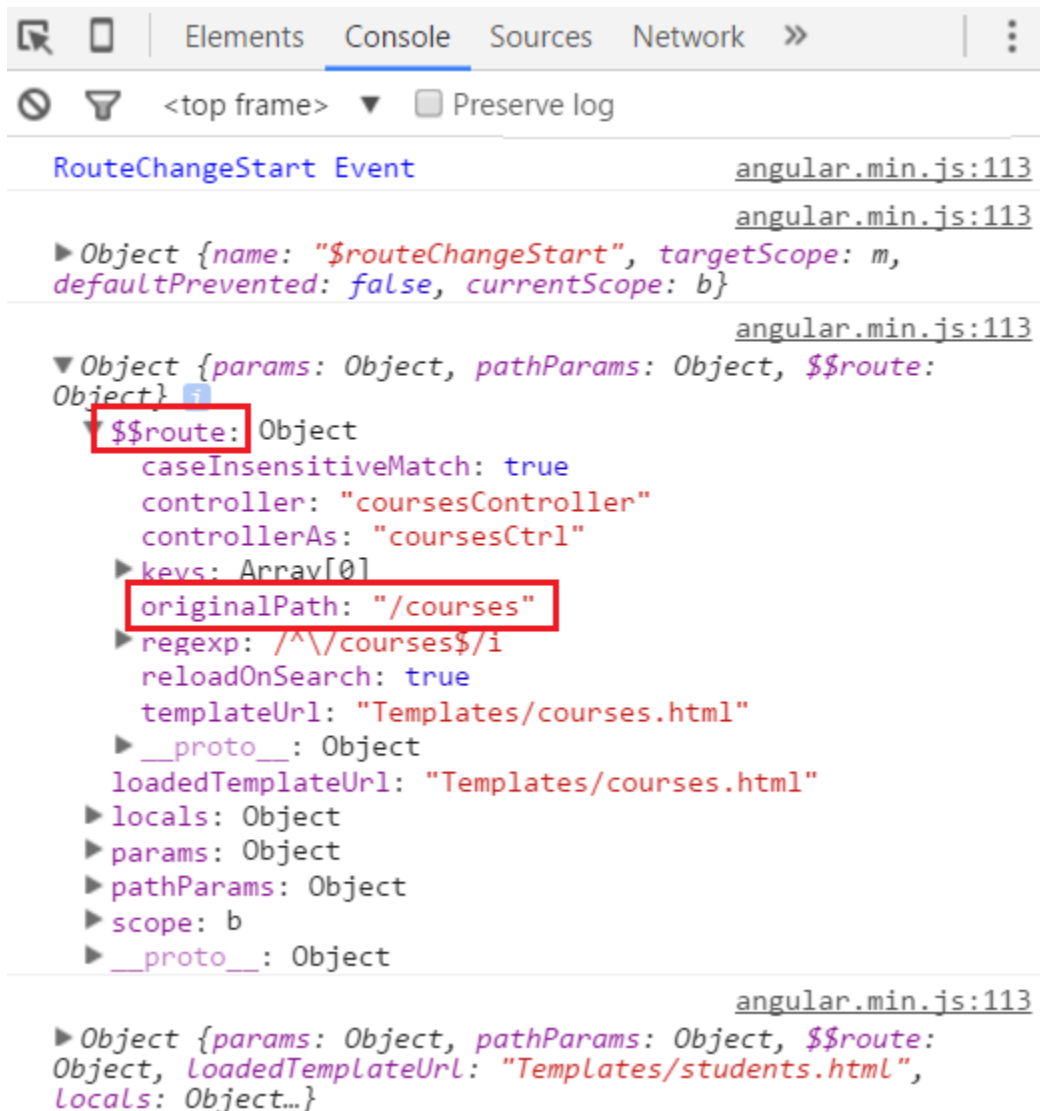 Elements Console Sources Network »
<top frame> ▼ Preserve log
RouteChangeStart Event angular.min.js:113
angular.min.js:113
▶Object {name: "$routeChangeStart", targetScope: m,
defaultPrevented: false, currentScope: b}
angular.min.js:113
▼Object {params: Object, pathParams: Object, $$route:
Object} i
▼$$route: Object
caseInsensitiveMatch: true
controller: "coursesController"
controllerAs: "coursesCtrl"
▶keys: Array[0]
originalPath: "/courses"
▶regexp: /^\/courses$/i
reloadOnSearch: true
templateUrl: "Templates/courses.html"
▶__proto__: Object
loadedTemplateUrl: "Templates/courses.html"
▶locals: Object
▶params: Object
▶pathParams: Object
▶scope: b
▶__proto__: Object
angular.min.js:113
▶Object {params: Object, pathParams: Object, $$route:
Object, loadedTemplateUrl: "Templates/students.html",
locals: Object…}